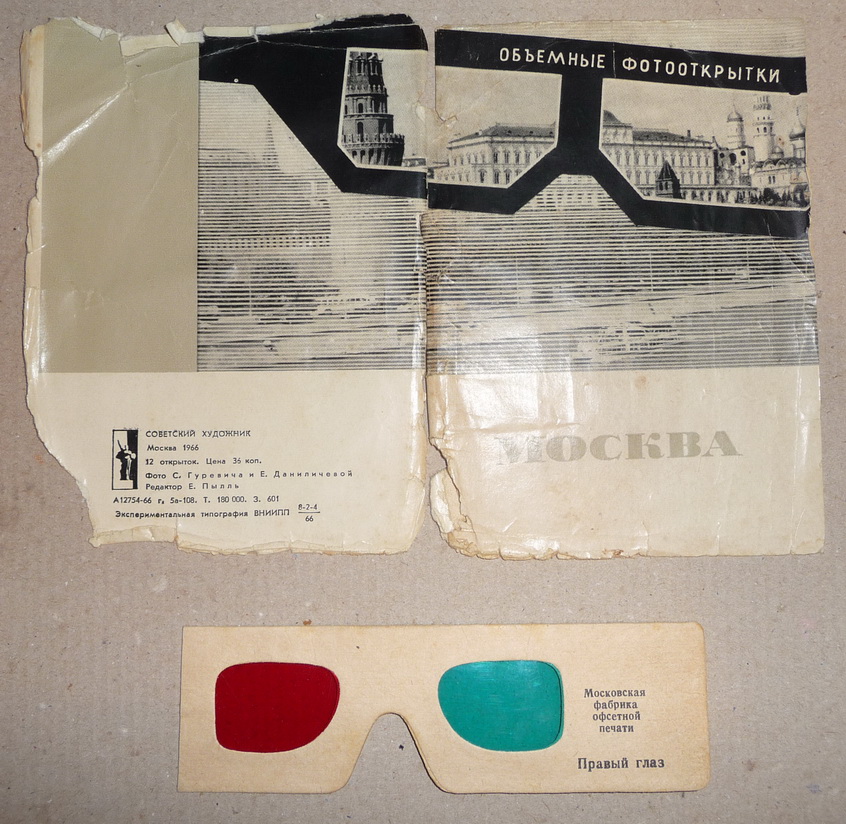 ОБЪЕМНЫЕ ФОТООТКРЫТКИ
МОСКВА
СОВЕТСКИЙ ХУДОЖНИК
Москва 1966
12 открыток. Цена 36 коп.
Фото С. Гуревича и Е. Даниличевой
Редактор Е. Пылль
А12754-66 г. 5а-108. Т. 180 000. З. 601
Экспериментальная типография ВНИИПП 8-2-4
66
Московская
фабрика
офсетной
печати
Правый глаз